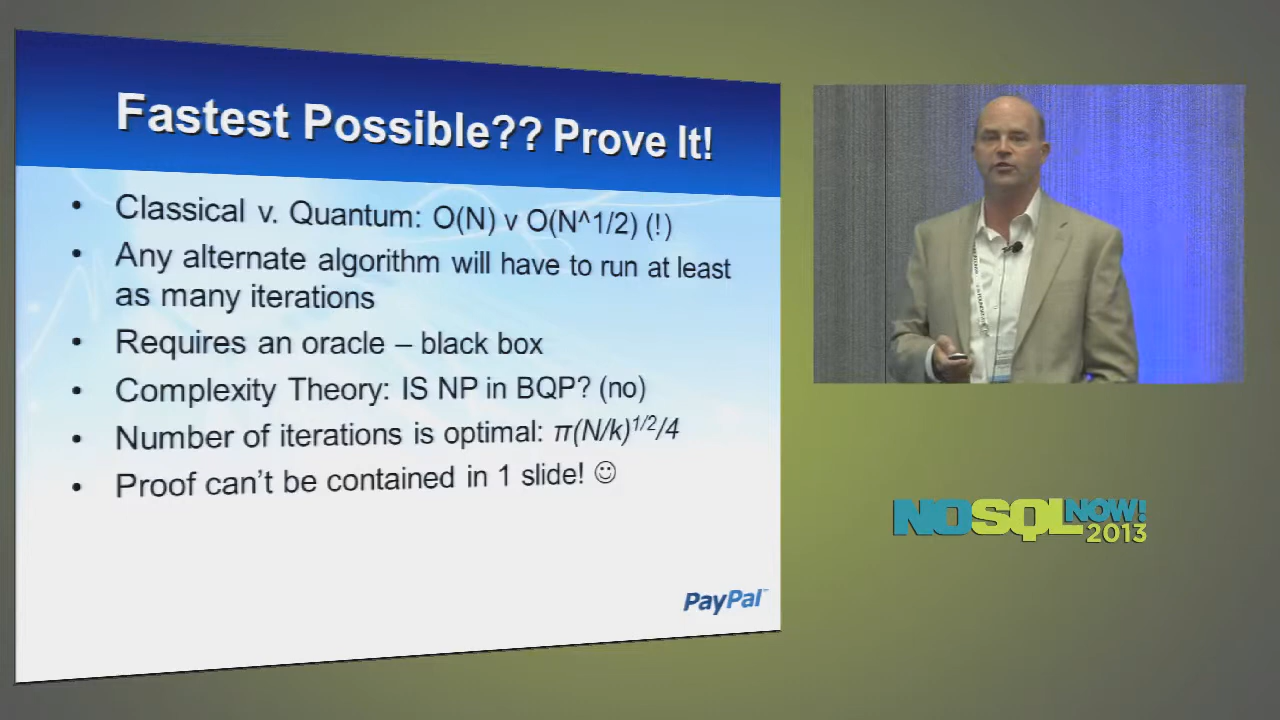 Fastest Possible?? Prove It!
• Classical v. Quantum: O(N) v O(N^1/2) (!)
• Any alternate algorithm will have to run at least
as many iterations
• Requires an oracle – black box
• Complexity Theory: IS NP in BQP? (no)
• Number of iterations is optimal: π(N/k)^1/2/4
• Proof can't be contained in 1 slide! ☺
PayPal™
NOSQL NOW!
2013